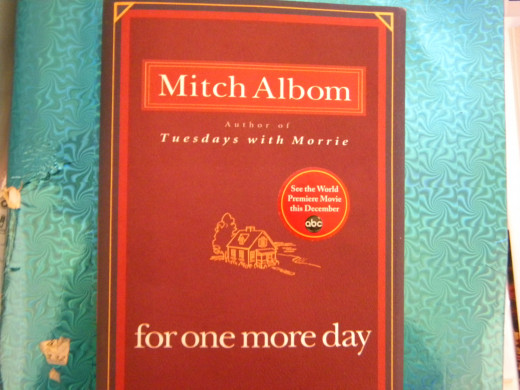 Mitch Albom
Author of
Tuesdays with Morrie
See the World
Premiere Movie
this December
abc
for one more day